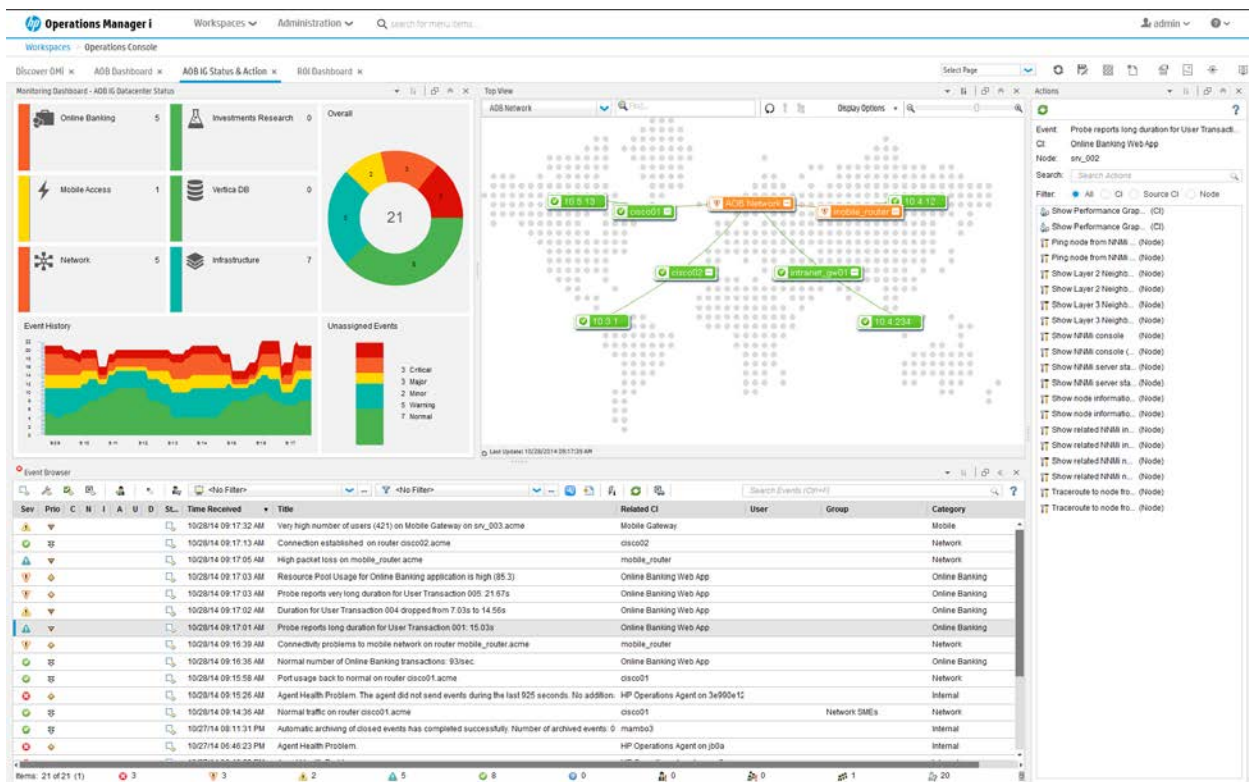 hp Operations Manager i Workspaces Administration search for menu items... admin
Workspaces > Operations Console
Discover OMi × AOB Dashboard × AOB IG Status & Action × ROI Dashboard × Select Page
Monitoring Dashboard - AOB IG Datacenter Status
Online Banking 5 Investments Research 0
Mobile Access 1 Vertica DB 0
Network 5 Infrastructure 7
Overall
21
Event History
Unassigned Events
3 Critical
3 Major
2 Minor
5 Warning
7 Normal
Top View
AOB Network Find... Display Options
10.5.13
cisco01
AOB Network
mobile_router
10.4.12
cisco02
intranet_gw01
10.3.1
10.4.234
Last Update: 10/28/2014 09:17:39 AM
Actions
Event: Probe reports long duration for User Transacti...
CI: Online Banking Web App
Node: srv_002
Search: Search Actions
Filter: All CI Source CI Node
Show Performance Grap... (CI)
Show Performance Grap... (CI)
Ping node from NNMi ... (Node)
Ping node from NNMi ... (Node)
Show Layer 2 Neighb... (Node)
Show Layer 2 Neighb... (Node)
Show Layer 3 Neighb... (Node)
Show Layer 3 Neighb... (Node)
Show NNMi console (Node)
Show NNMi console (... (Node)
Show NNMi server sta... (Node)
Show NNMi server sta... (Node)
Show node informatio... (Node)
Show node informatio... (Node)
Show related NNMi in... (Node)
Show related NNMi in... (Node)
Show related NNMi n... (Node)
Show related NNMi n... (Node)
Traceroute to node fro... (Node)
Traceroute to node fro... (Node)
Event Browser
<No Filter> <No Filter> Search Events (Ctrl+F)
Sev Prio C N I A U D St... Time Received Title Related CI User Group Category
10/28/14 09:17:32 AM Very high number of users (421) on Mobile Gateway on srv_003.acme Mobile Gateway Mobile
10/28/14 09:17:13 AM Connection established on router cisco02.acme cisco02 Network
10/28/14 09:17:05 AM High packet loss on mobile_router.acme mobile_router Network
10/28/14 09:17:03 AM Resource Pool Usage for Online Banking application is high (85.3) Online Banking Web App Online Banking
10/28/14 09:17:03 AM Probe reports very long duration for User Transaction 005: 21.67s Online Banking Web App Online Banking
10/28/14 09:17:02 AM Duration for User Transaction 004 dropped from 7.03s to 14.56s Online Banking Web App Online Banking
10/28/14 09:17:01 AM Probe reports long duration for User Transaction 001: 15.03s Online Banking Web App Online Banking
10/28/14 09:16:39 AM Connectivity problems to mobile network on router mobile_router.acme mobile_router Network
10/28/14 09:16:36 AM Normal number of Online Banking transactions: 93/sec. Online Banking Web App Online Banking
10/28/14 09:15:58 AM Port usage back to normal on router cisco01.acme cisco01 Network
10/28/14 09:15:26 AM Agent Health Problem. The agent did not send events during the last 925 seconds. No addition. HP Operations Agent on 3e990e12 Internal
10/28/14 09:14:36 AM Normal traffic on router cisco01.acme cisco01 Network SMEs Network
10/27/14 08:11:31 PM Automatic archiving of closed events has completed successfully. Number of archived events: 0 mambo3 Internal
10/27/14 06:46:23 PM Agent Health Problem. HP Operations Agent on jb0a Internal
Items: 21 of 21 (1) 3 3 2 5 8 0 0 0 1 20